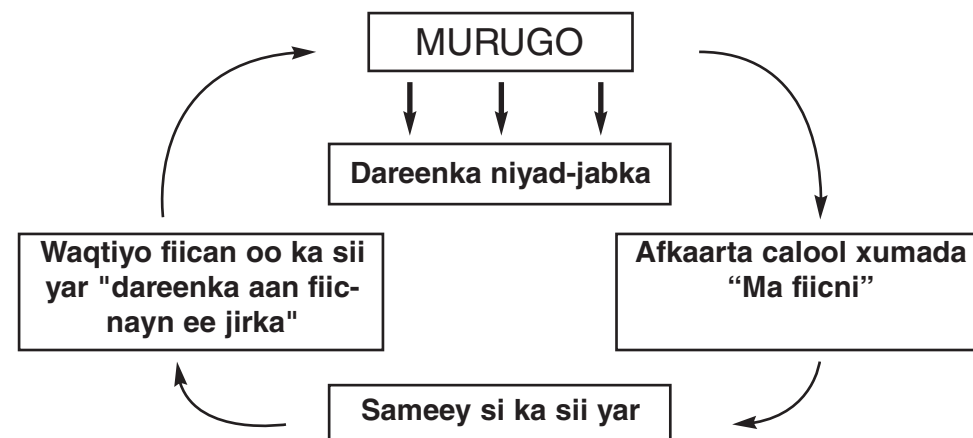 MURUGO
Dareenka niyad-jabka
Afkaarta calool xumada
“Ma fiicni”
Sameey si ka sii yar
Waqtiyo fiican oo ka sii
yar "dareenka aan fiic-
nayn ee jirka"